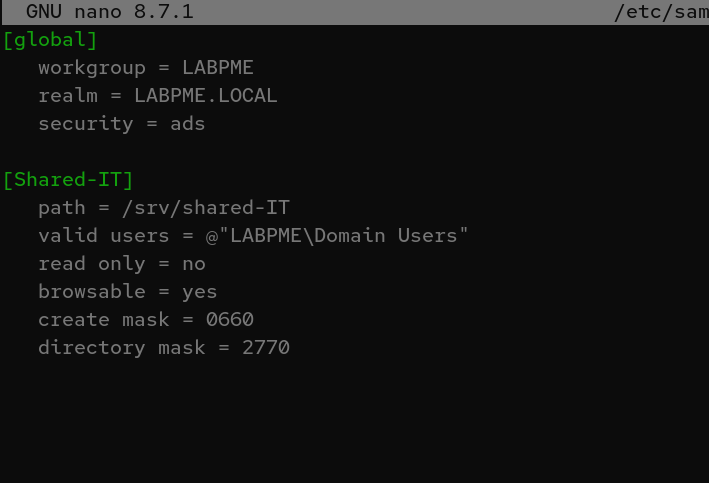 GNU nano 8.7.1 /etc/sam
[global]
workgroup = LABPME
realm = LABPME.LOCAL
security = ads
[Shared-IT]
path = /srv/shared-IT
valid users = @"LABPME\Domain Users"
read only = no
browsable = yes
create mask = 0660
directory mask = 2770